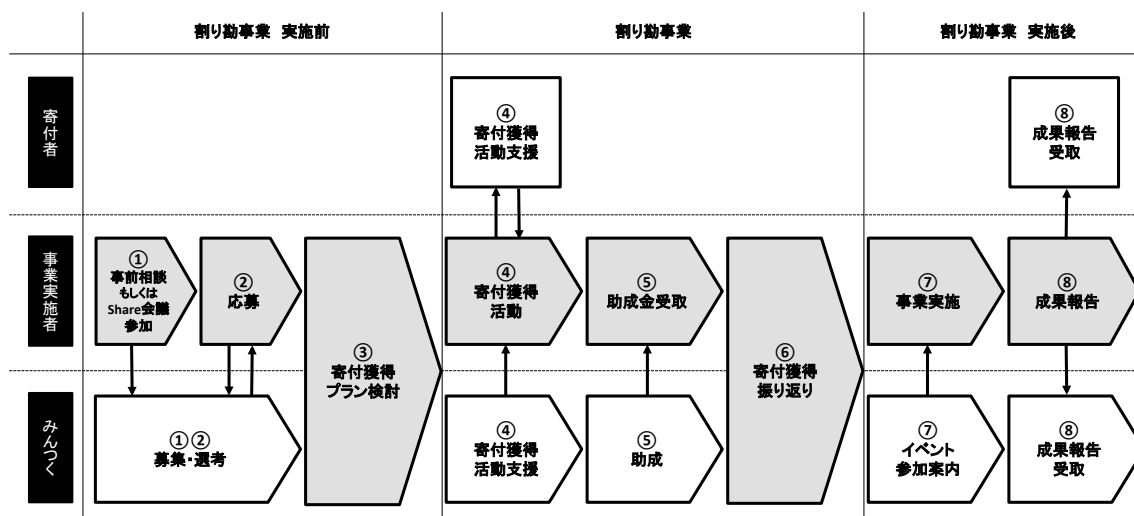 割り勘事業 実施前
割り勘事業
割り勘事業 実施後
寄付者
④
寄付獲得
活動支援
⑧
成果報告
受取
事業実施者
①
事前相談
もしくは
Share会議
参加
②
応募
③
寄付獲得
プラン検討
④
寄付獲得
活動
⑤
助成金受取
⑥
寄付獲得
振り返り
⑦
事業実施
⑧
成果報告
みんつく
①②
募集・選考
④
寄付獲得
活動支援
⑤
助成
⑦
イベント
参加案内
⑧
成果報告
受取